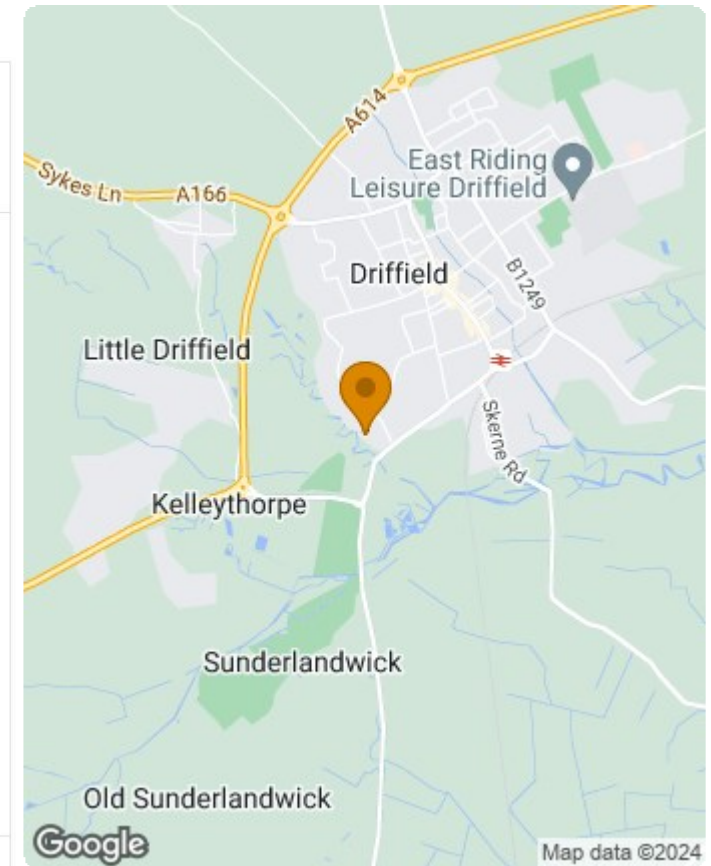 A614
Sykes Ln
A166
East Riding
Leisure Driffield
Driffield
B1249
Little Driffield
Skerne Rd
Kelleythorpe
Sunderlandwick
Old Sunderlandwick
Google
Map data ©2024